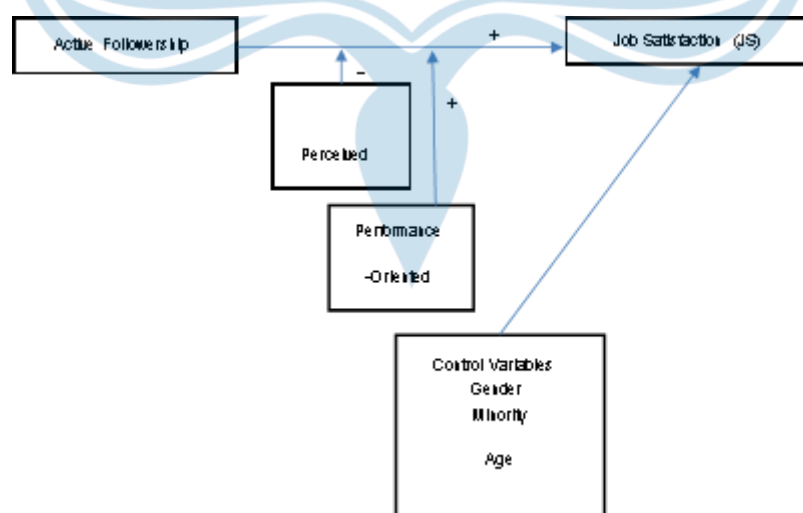 Active Followership
+
Job Satisfaction (JS)
-
+
Perceived
Performance
-Oriented
Control Variables
Gender
Minority
Age